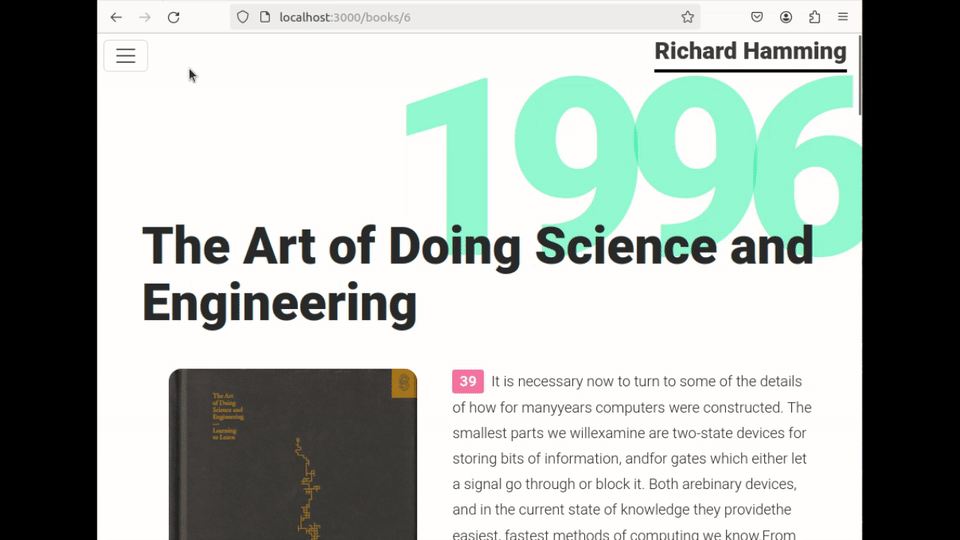 localhost:3000/books/6
Richard Hamming
1996
The Art of Doing Science and
Engineering
The Art
of Doing
Science and
Engineering
Learning
to Learn
39 It is necessary now to turn to some of the details
of how for manyyears computers were constructed. The
smallest parts we willexamine are two-state devices for
storing bits of information, andfor gates which either let
a signal go through or block it. Both arebinary devices,
and in the current state of knowledge they providethe
easiest, fastest methods of computing we know.From